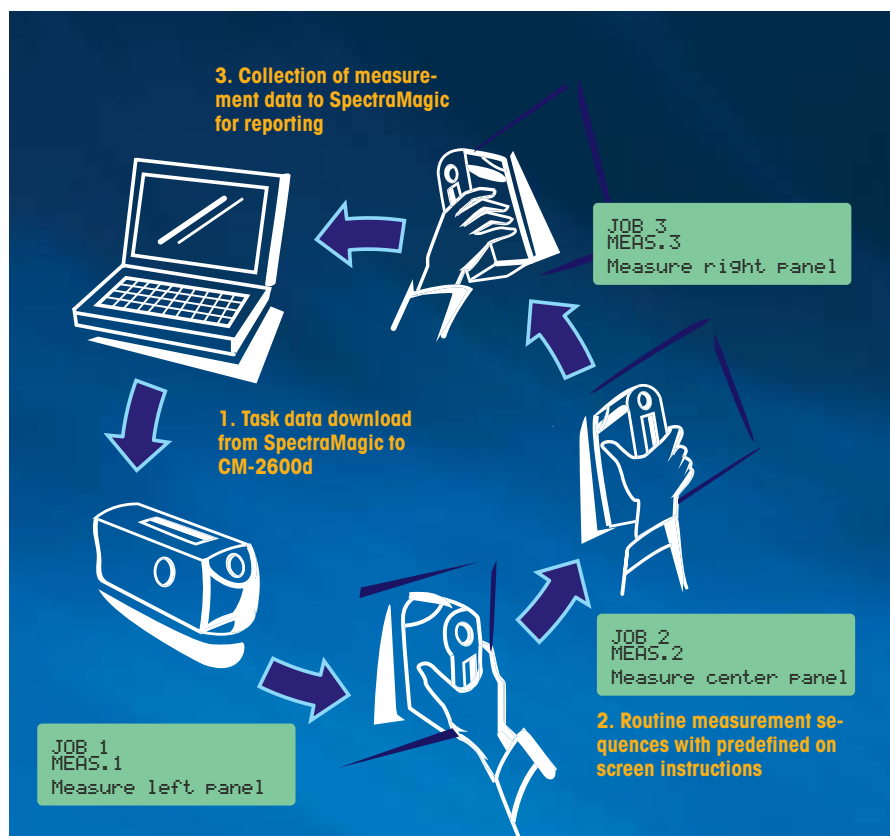 3. Collection of measure-
ment data to SpectraMagic
for reporting
JOB 3
MEAS.3
Measure right panel
1. Task data download
from SpectraMagic to
CM-2600d
JOB 2
MEAS.2
Measure center panel
2. Routine measurement se-
quences with predefined on
screen instructions
JOB 1
MEAS.1
Measure left panel